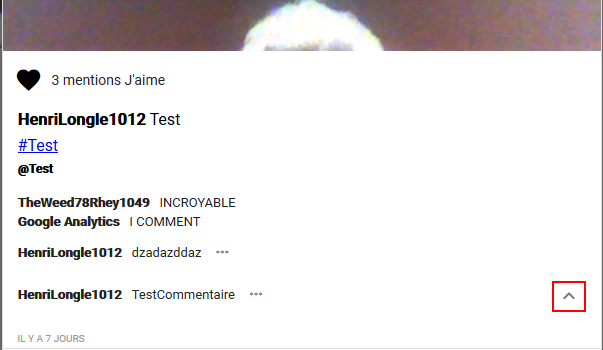 3 mentions J'aime
HenriLongle1012 Test
#Test
@Test
TheWeed78Rhey1049 INCROYABLE
Google Analytics I COMMENT
HenriLongle1012 dzadazddaz ···
HenriLongle1012 TestCommentaire ···
IL Y A 7 JOURS